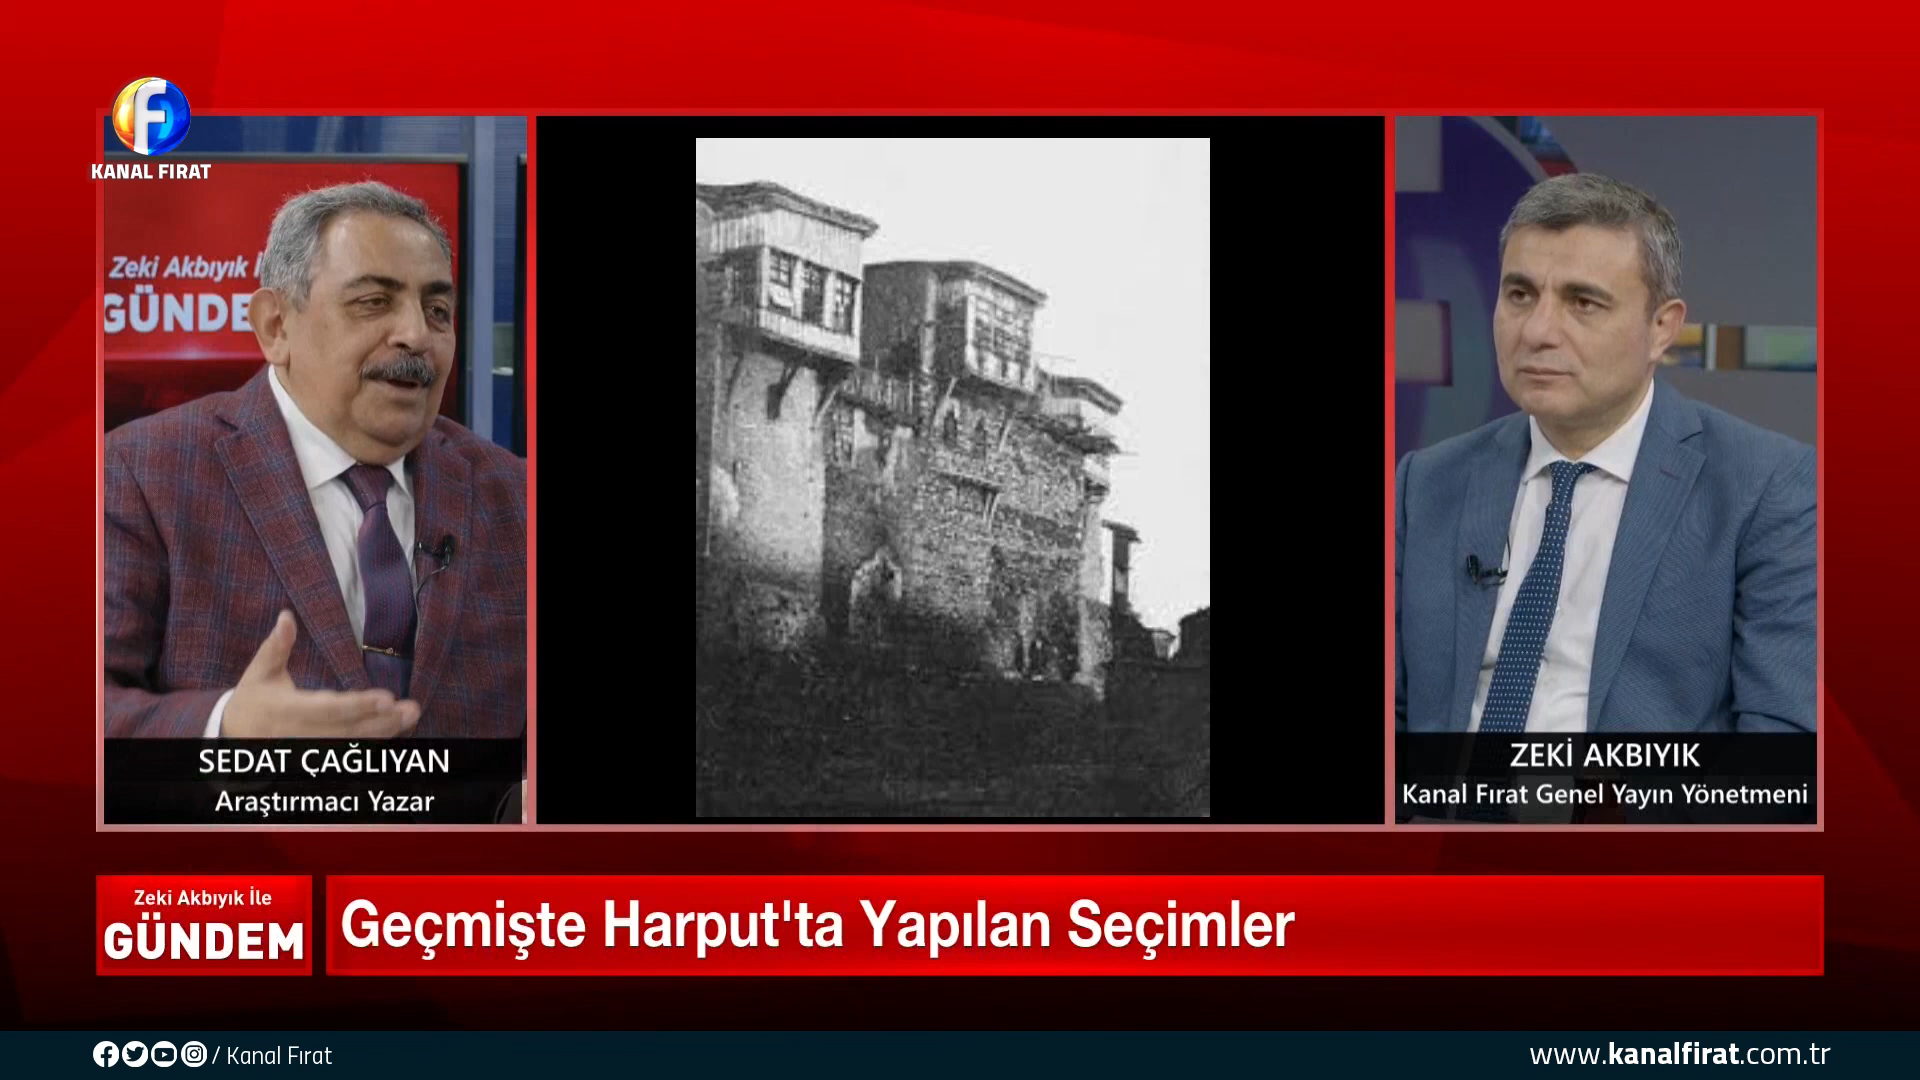 KANAL FIRAT
Zeki Akbıyık İ
GÜNDE
SEDAT ÇAĞLIYAN
Araştırmacı Yazar
ZEKİ AKBIYIK
Kanal Fırat Genel Yayın Yönetmeni
Zeki Akbıyık İle
GÜNDEM
Geçmişte Harput'ta Yapılan Seçimler
/ Kanal Fırat
www.kanalfirat.com.tr